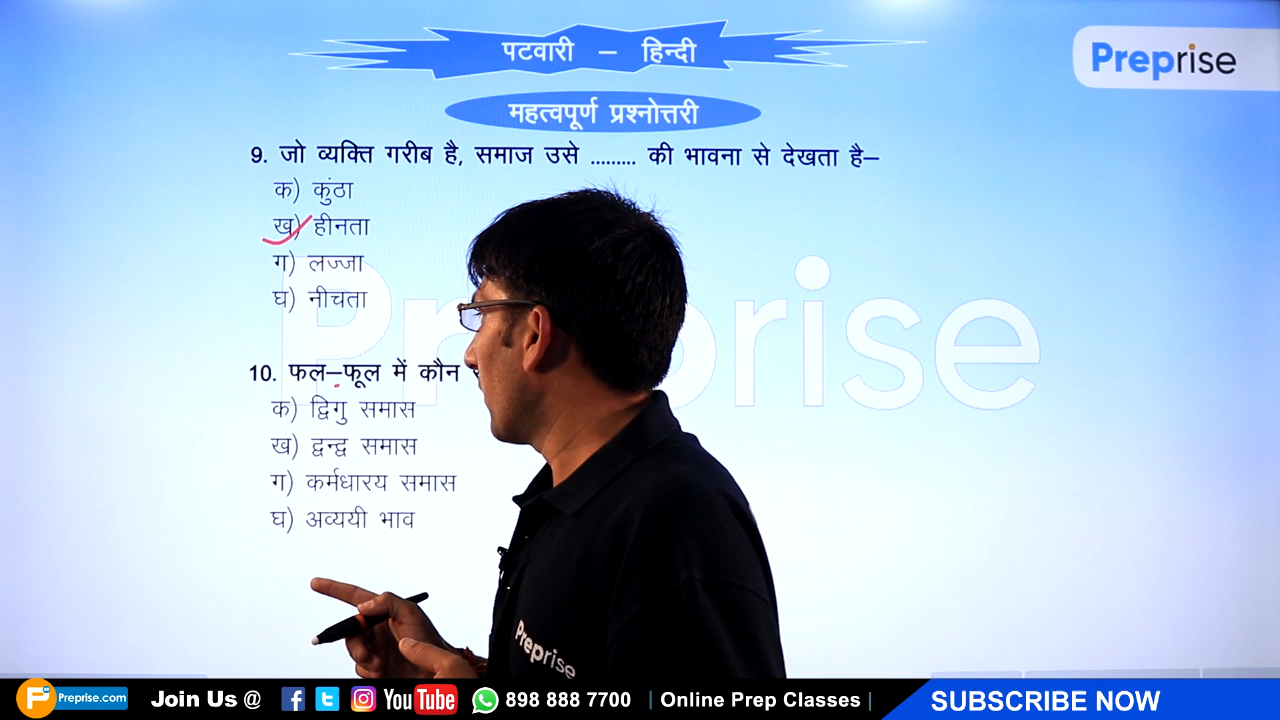 पटवारी – हिन्दी
Preprise
महत्वपूर्ण प्रश्नोत्तरी
9. जो व्यक्ति गरीब है, समाज उसे ......... की भावना से देखता है–
क) कुंठा
ख) हीनता
ग) लज्जा
घ) नीचता
10. फल–फूल में कौन
क) द्विगु समास
ख) द्वन्द्व समास
ग) कर्मधारय समास
घ) अव्ययी भाव
Preprise
Preprise.com Join Us @ You Tube 898 888 7700 | Online Prep Classes | SUBSCRIBE NOW